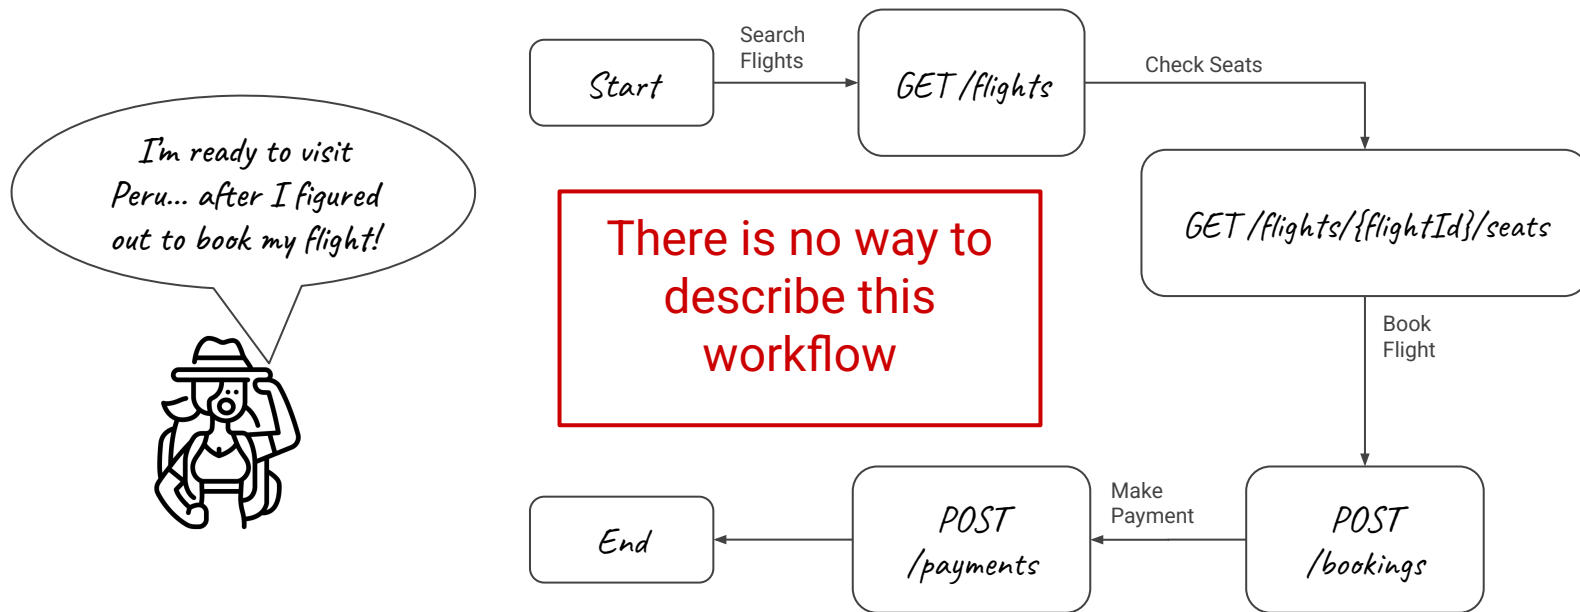 I'm ready to visit
Peru... after I figured
out to book my flight!
Start
Search
Flights
GET /flights
Check Seats
GET /flights/{flightId}/seats
There is no way to
describe this
workflow
Book
Flight
POST
/bookings
Make
Payment
POST
/payments
End